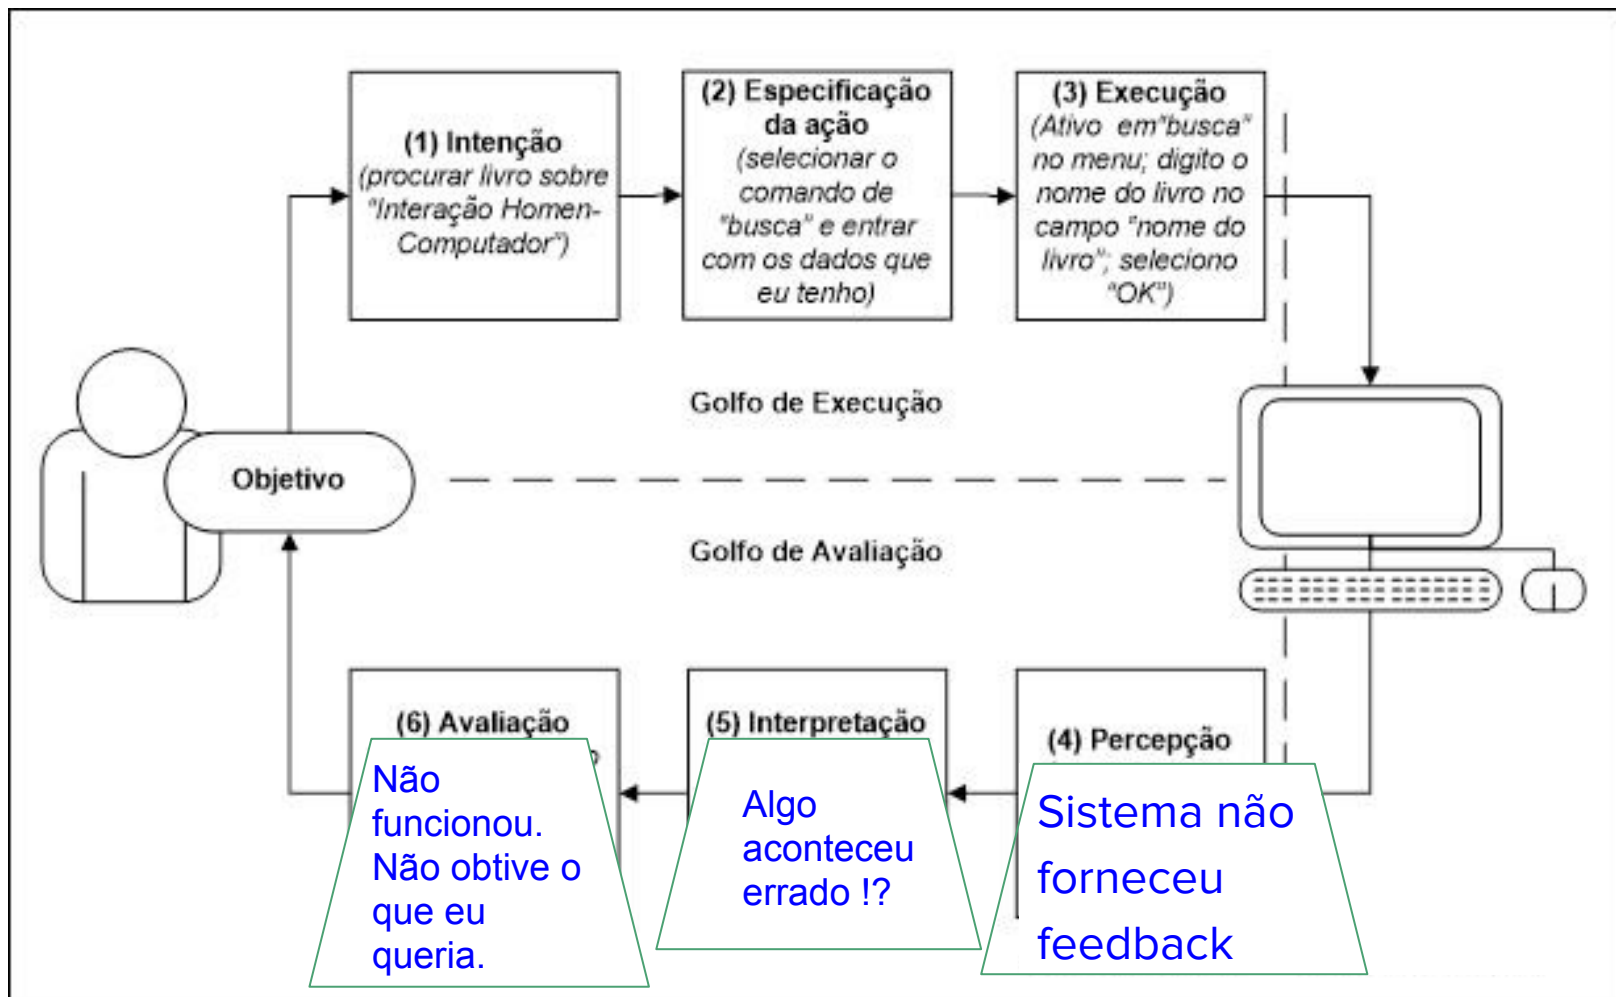 (1) Intenção
(procurar livro sobre
"Interação Homen-
Computador")
(2) Especificação
da ação
(selecionar o
comando de
"busca" e entrar
com os dados que
eu tenho)
(3) Execução
(Ativo em"busca"
no menu; digito o
nome do livro no
campo "nome do
livro"; seleciono
"OK")
Golfo de Execução
Objetivo
Golfo de Avaliação
(6) Avaliação
Não
funcionou.
Não obtive o
que eu
queria.
(5) Interpretação
Algo
aconteceu
errado !?
(4) Percepção
Sistema não
forneceu
feedback